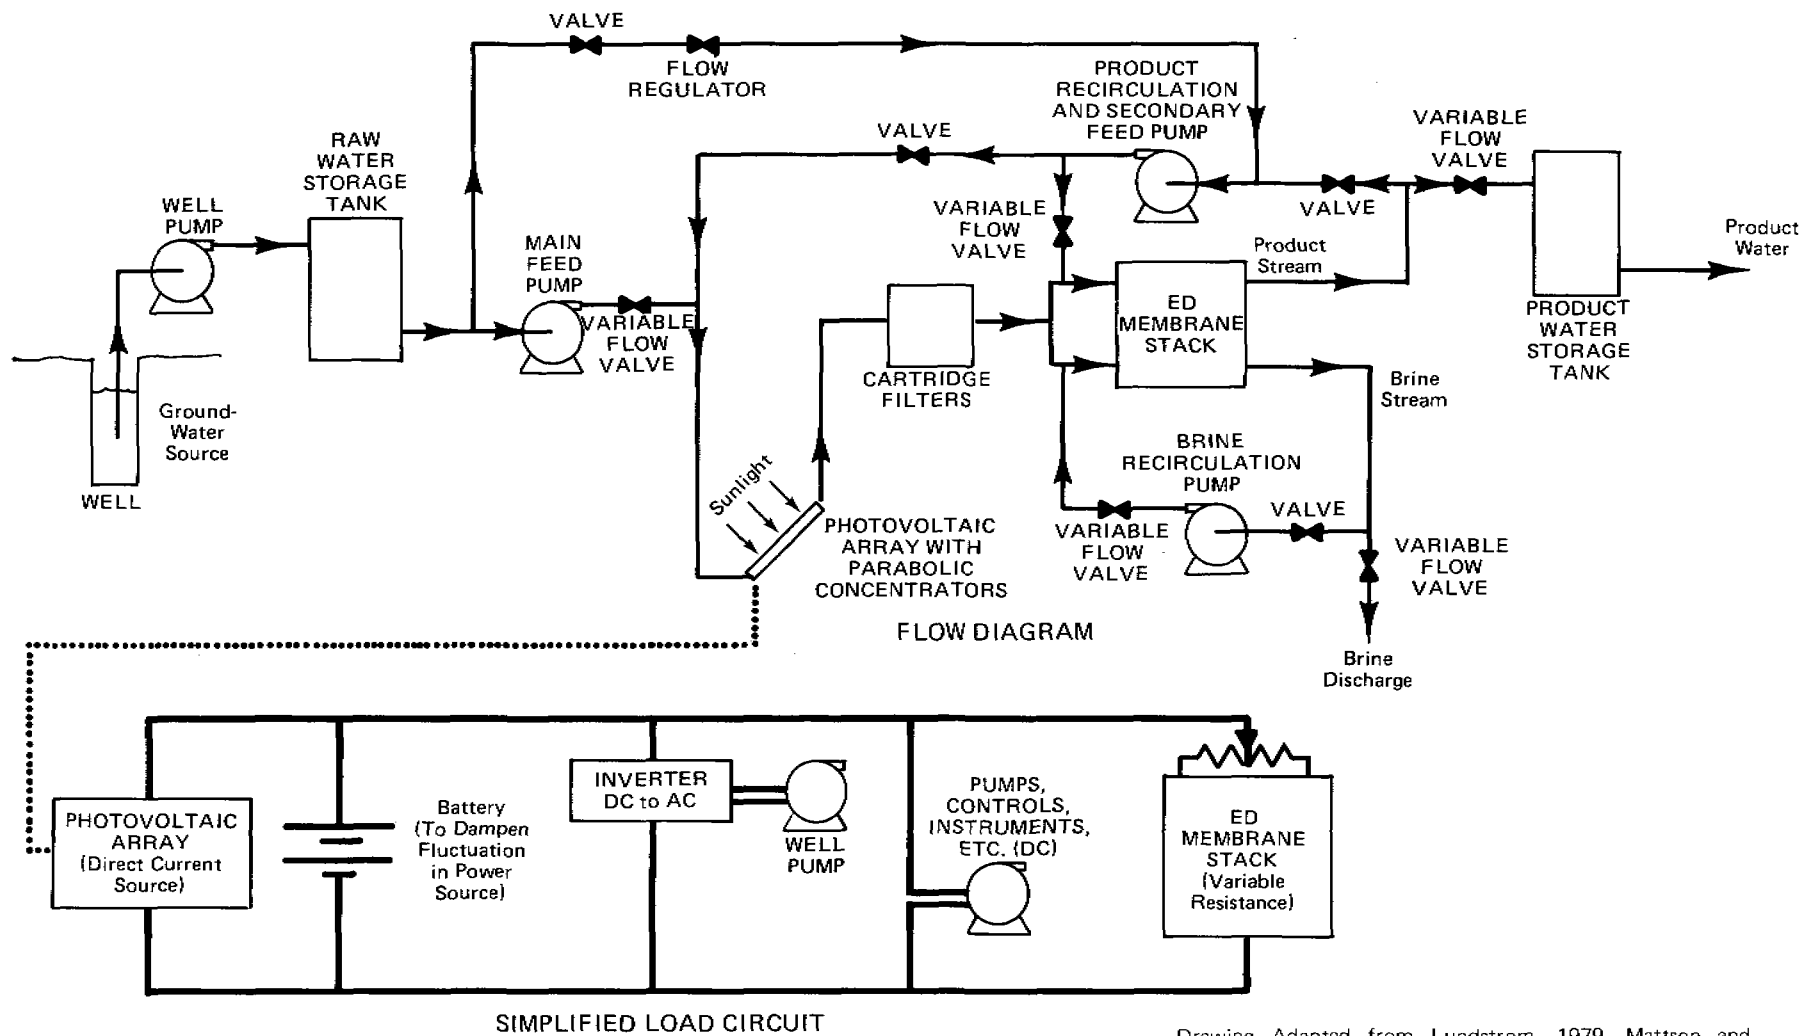 VALVE
FLOW
REGULATOR
PRODUCT
RECIRCULATION
AND SECONDARY
FEED PUMP
VALVE
VARIABLE
FLOW
VALVE
RAW
WATER
STORAGE
TANK
WELL
PUMP
MAIN
FEED
PUMP
VARIABLE
FLOW
VALVE
VARIABLE
FLOW
VALVE
VALVE
Product
Stream
Product
Water
ED
MEMBRANE
STACK
PRODUCT
WATER
STORAGE
TANK
CARTRIDGE
FILTERS
Brine
Stream
Ground-
Water
Source
WELL
Sunlight
PHOTOVOLTAIC
ARRAY WITH
PARABOLIC
CONCENTRATORS
BRINE
RECIRCULATION
PUMP
VALVE
VARIABLE
FLOW
VALVE
VARIABLE
FLOW
VALVE
FLOW DIAGRAM
Brine
Discharge
PHOTOVOLTAIC
ARRAY
(Direct Current
Source)
Battery
(To Dampen
Fluctuation
in Power
Source)
INVERTER
DC to AC
WELL
PUMP
PUMPS,
CONTROLS,
INSTRUMENTS,
ETC. (DC)
ED
MEMBRANE
STACK
(Variable
Resistance)
SIMPLIFIED LOAD CIRCUIT
Drawing Adapted from Lundstrom, 1979, Mattson and